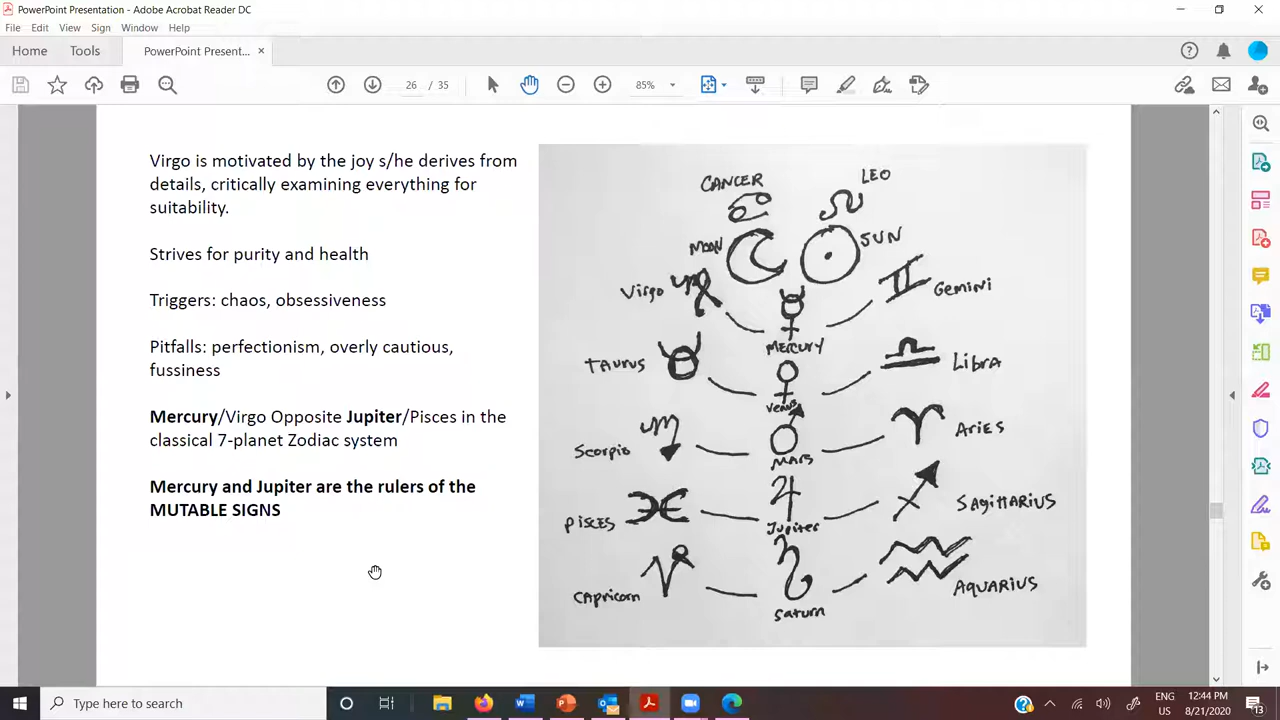 PowerPoint Presentation - Adobe Acrobat Reader DC
File Edit View Sign Window Help
Home Tools PowerPoint Present... ×
26 / 35 85%
Virgo is motivated by the joy s/he derives from
details, critically examining everything for
suitability.
Strives for purity and health
Triggers: chaos, obsessiveness
Pitfalls: perfectionism, overly cautious,
fussiness
Mercury/Virgo Opposite Jupiter/Pisces in the
classical 7-planet Zodiac system
Mercury and Jupiter are the rulers of the
MUTABLE SIGNS
CANCER LEO
MOON SUN
Virgo Gemini
MERCURY
TAURUS Libra
Venus
Scorpio ARIES
MARS
PISCES SAGITTARIUS
Jupiter
CApricorn AQUARIUS
Saturn
Type here to search
ENG 12:44 PM
US 8/21/2020 13